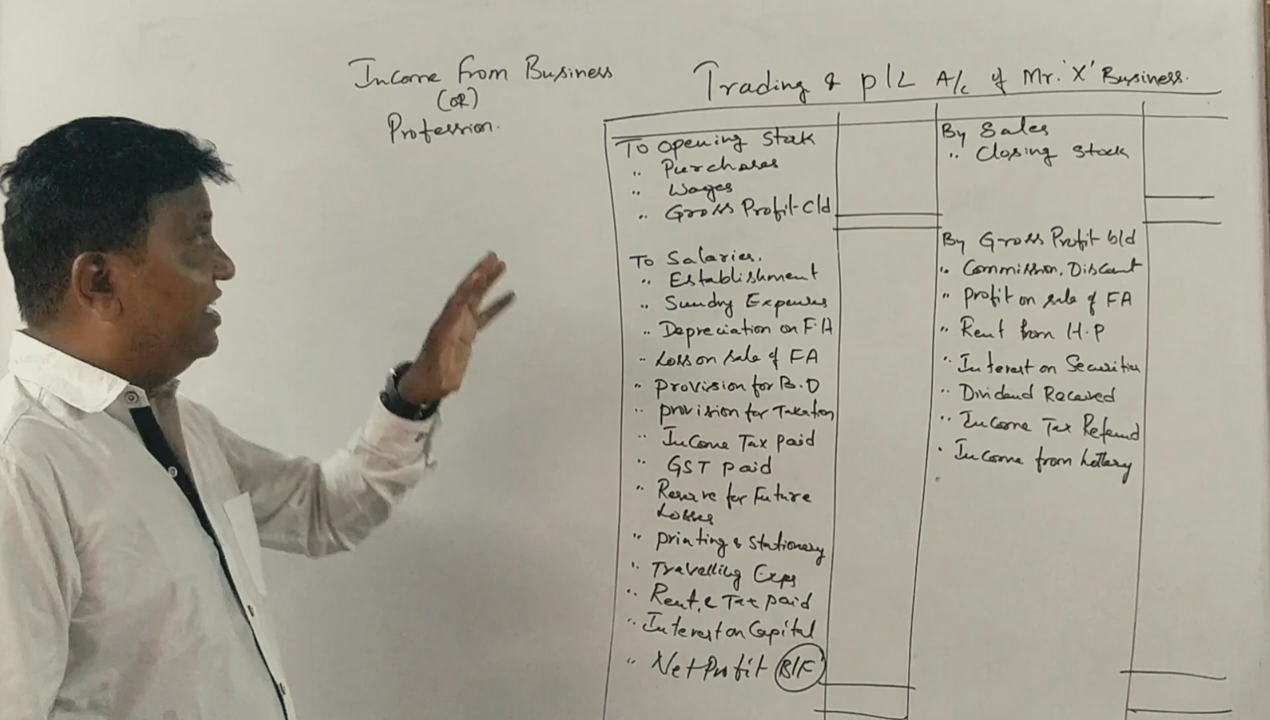 Income from Business
(OR)
Profession.
Trading & P/L A/c of Mr. 'X' Business.
To Opening Stock
" Purchases
" Wages
" Gross Profit c/d
To Salaries.
" Establishment
" Sundry Expenses
" Depreciation on F.A
" Loss on sale of FA
" Provision for B.D
" provision for Taxation
" Income Tax paid
" GST paid
" Reserve for Future
Losses
" Printing & Stationery
" Travelling Exps
" Rent & Tax paid
" Interest on Capital
" Net Profit B/F
By Sales
" Closing Stock
By Gross Profit b/d
" Commission, Discount
" Profit on sale of FA
" Rent from H.P
" Interest on Securities
" Dividend Received
" Income Tax Refund
" Income from Lottery